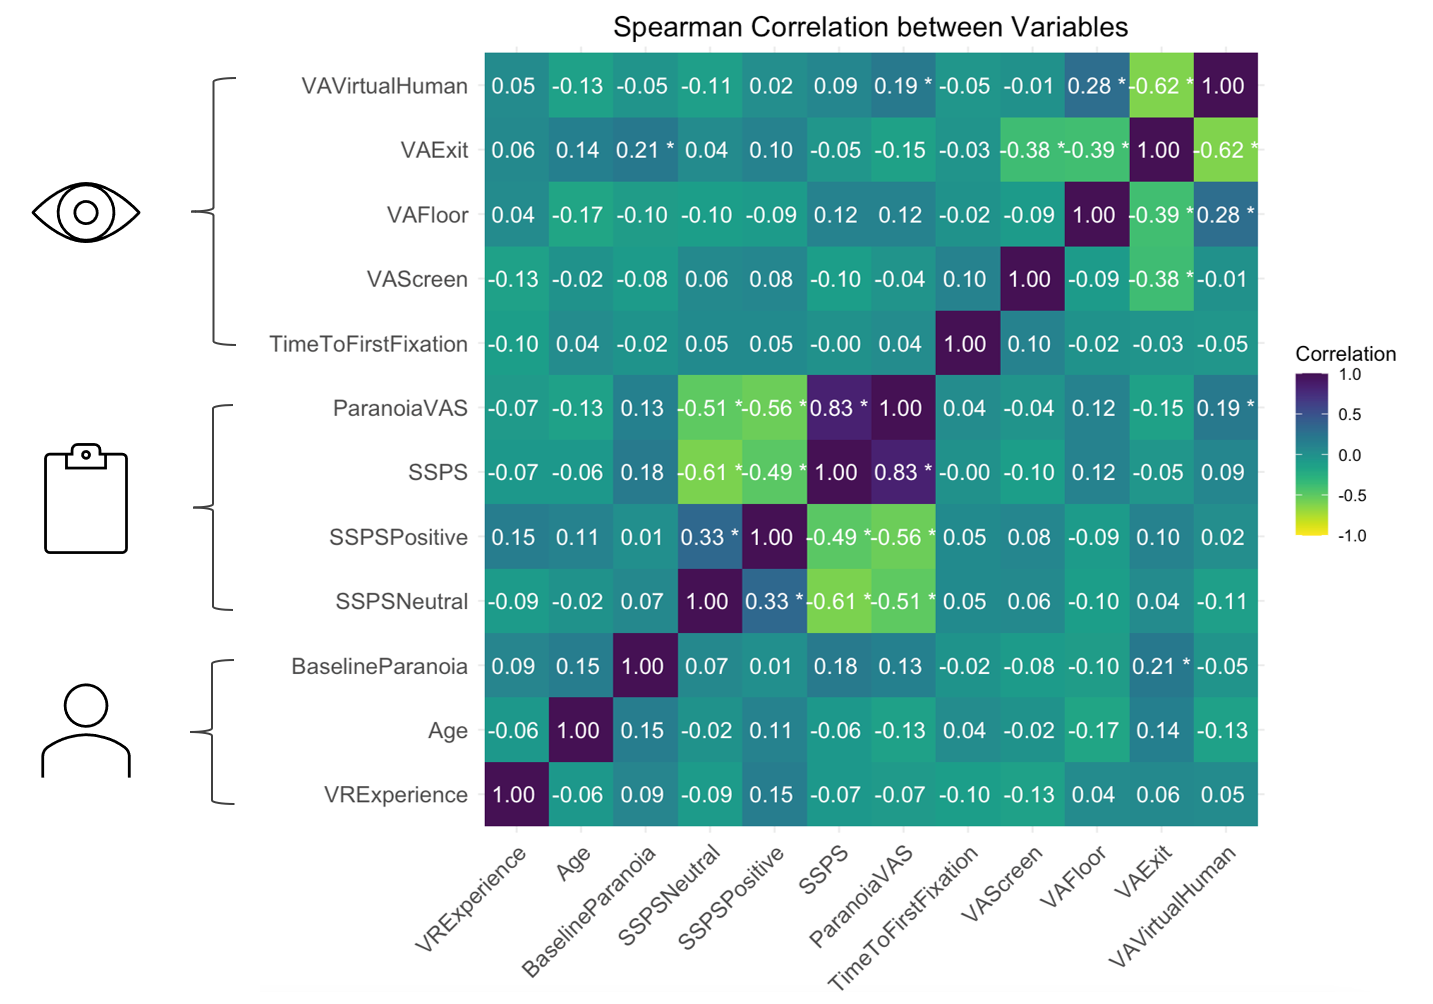 Spearman Correlation between Variables
VAVirtualHuman 0.05 -0.13 -0.05 -0.11 0.02 0.09 0.19 * -0.05 -0.01 0.28 * -0.62 * 1.00
VAExit 0.06 0.14 0.21 * 0.04 0.10 -0.05 -0.15 -0.03 -0.38 * -0.39 * 1.00 -0.62 *
VAFloor 0.04 -0.17 -0.10 -0.10 -0.09 0.12 0.12 -0.02 -0.09 1.00 -0.39 * 0.28 *
VAScreen -0.13 -0.02 -0.08 0.06 0.08 -0.10 -0.04 0.10 1.00 -0.09 -0.38 * -0.01
TimeToFirstFixation -0.10 0.04 -0.02 0.05 0.05 -0.00 0.04 1.00 0.10 -0.02 -0.03 -0.05
ParanoiaVAS -0.07 -0.13 0.13 -0.51 * -0.56 * 0.83 * 1.00 0.04 -0.04 0.12 -0.15 0.19 *
SSPS -0.07 -0.06 0.18 -0.61 * -0.49 * 1.00 0.83 * -0.00 -0.10 0.12 -0.05 0.09
SSPSPositive 0.15 0.11 0.01 0.33 * 1.00 -0.49 * -0.56 * 0.05 0.08 -0.09 0.10 0.02
SSPSNeutral -0.09 -0.02 0.07 1.00 0.33 * -0.61 * -0.51 * 0.05 0.06 -0.10 0.04 -0.11
BaselineParanoia 0.09 0.15 1.00 0.07 0.01 0.18 0.13 -0.02 -0.08 -0.10 0.21 * -0.05
Age -0.06 1.00 0.15 -0.02 0.11 -0.06 -0.13 0.04 -0.02 -0.17 0.14 -0.13
VRExperience 1.00 -0.06 0.09 -0.09 0.15 -0.07 -0.07 -0.10 -0.13 0.04 0.06 0.05
VRExperience
Age
BaselineParanoia
SSPSNeutral
SSPSPositive
SSPS
ParanoiaVAS
TimeToFirstFixation
VAScreen
VAFloor
VAExit
VAVirtualHuman
Correlation
1.0
0.5
0.0
-0.5
-1.0